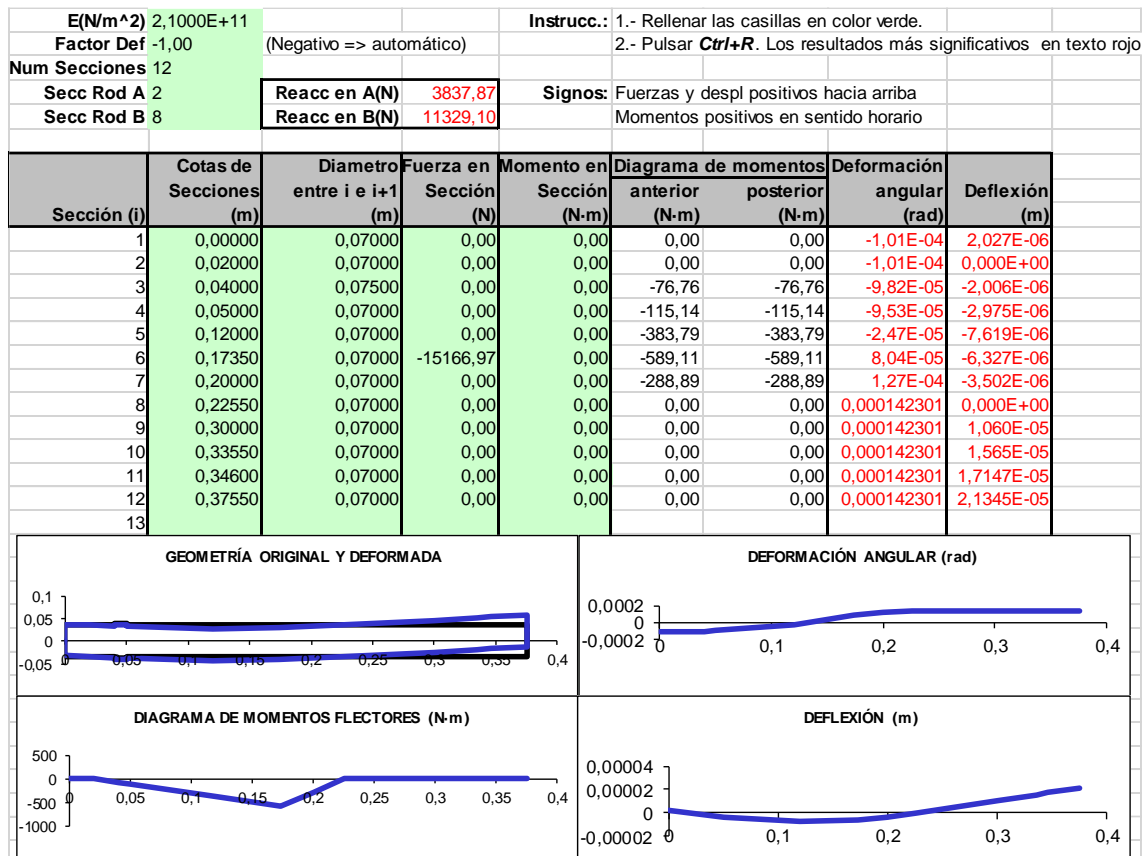 E(N/m^2) 2,1000E+11 Instrucc.: 1.- Rellenar las casillas en color verde.
Factor Def -1,00 (Negativo => automático) 2.- Pulsar Ctrl+R. Los resultados más significativos en texto rojo
Num Secciones 12
Secc Rod A 2 Reacc en A(N) 3837,87 Signos: Fuerzas y despl positivos hacia arriba
Secc Rod B 8 Reacc en B(N) 11329,10 Momentos positivos en sentido horario
Cotas de Diametro Fuerza en Momento en Diagrama de momentos Deformación
Secciones entre i e i+1 Sección Sección anterior posterior angular Deflexión
Sección (i) (m) (m) (N) (N·m) (N·m) (N·m) (rad) (m)
1 0,00000 0,07000 0,00 0,00 0,00 0,00 -1,01E-04 2,027E-06
2 0,02000 0,07000 0,00 0,00 0,00 0,00 -1,01E-04 0,000E+00
3 0,04000 0,07500 0,00 0,00 -76,76 -76,76 -9,82E-05 -2,006E-06
4 0,05000 0,07000 0,00 0,00 -115,14 -115,14 -9,53E-05 -2,975E-06
5 0,12000 0,07000 0,00 0,00 -383,79 -383,79 -2,47E-05 -7,619E-06
6 0,17350 0,07000 -15166,97 0,00 -589,11 -589,11 8,04E-05 -6,327E-06
7 0,20000 0,07000 0,00 0,00 -288,89 -288,89 1,27E-04 -3,502E-06
8 0,22550 0,07000 0,00 0,00 0,00 0,00 0,000142301 0,000E+00
9 0,30000 0,07000 0,00 0,00 0,00 0,00 0,000142301 1,060E-05
10 0,33550 0,07000 0,00 0,00 0,00 0,00 0,000142301 1,565E-05
11 0,34600 0,07000 0,00 0,00 0,00 0,00 0,000142301 1,7147E-05
12 0,37550 0,07000 0,00 0,00 0,00 0,00 0,000142301 2,1345E-05
13
GEOMETRÍA ORIGINAL Y DEFORMADA
0,1
0,05
0
-0,05
0 0,05 0,1 0,15 0,2 0,25 0,3 0,35 0,4
DEFORMACIÓN ANGULAR (rad)
0,0002
0
-0,0002
0 0,1 0,2 0,3 0,4
DIAGRAMA DE MOMENTOS FLECTORES (N·m)
500
0
-500
-1000
0 0,05 0,1 0,15 0,2 0,25 0,3 0,35 0,4
DEFLEXIÓN (m)
0,00004
0,00002
0
-0,00002
0 0,1 0,2 0,3 0,4